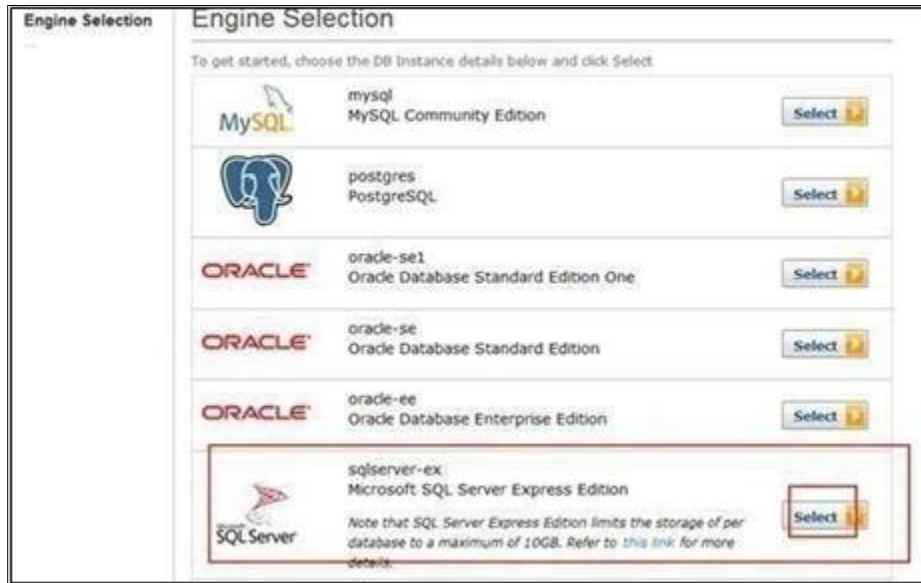 Engine Selection
Engine Selection
To get started, choose the DB Instance details below and click Select
MySQL
mysql
MySQL Community Edition
Select
postgres
PostgreSQL
Select
ORACLE
oracle-se1
Oracle Database Standard Edition One
Select
ORACLE
oracle-se
Oracle Database Standard Edition
Select
ORACLE
oracle-ee
Oracle Database Enterprise Edition
Select
Microsoft
SQL Server
sqlserver-ex
Microsoft SQL Server Express Edition
Note that SQL Server Express Edition limits the storage of per
database to a maximum of 10GB. Refer to this link for more
details.
Select